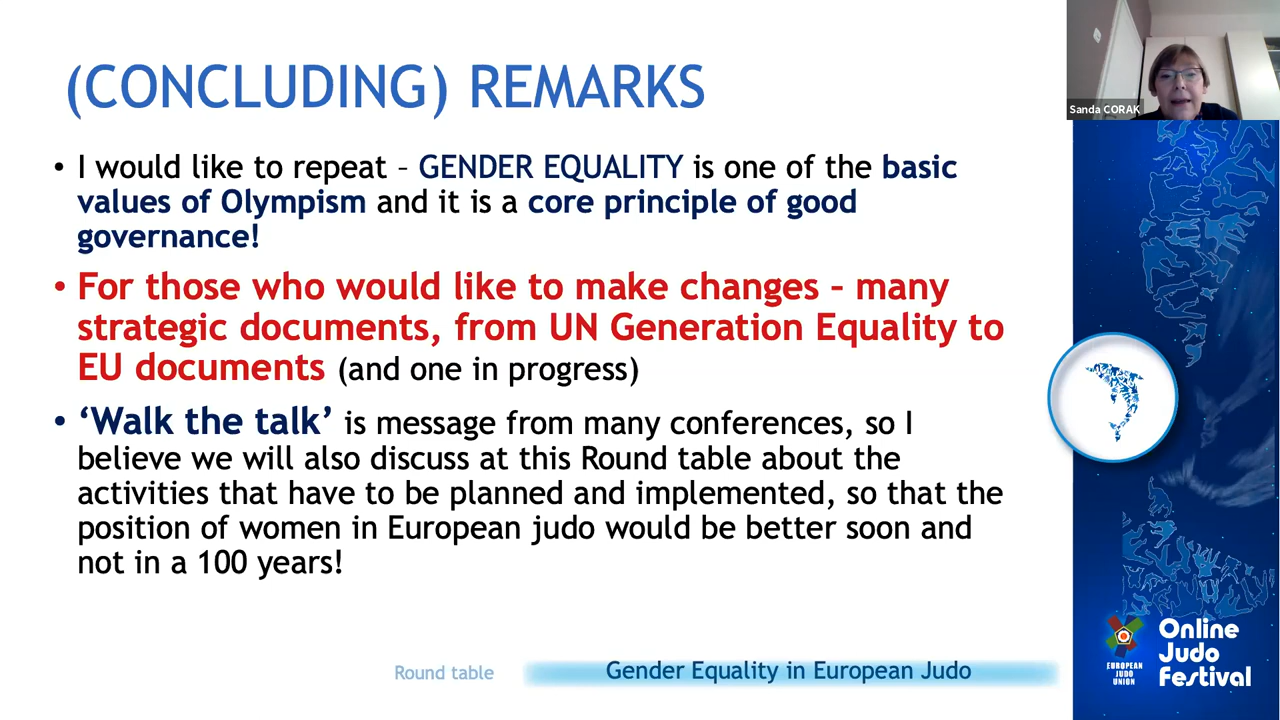 (CONCLUDING) REMARKS
Sanda CORAK
• I would like to repeat – GENDER EQUALITY is one of the basic
values of Olympism and it is a core principle of good
governance!
• For those who would like to make changes – many
strategic documents, from UN Generation Equality to
EU documents (and one in progress)
• ‘Walk the talk’ is message from many conferences, so I
believe we will also discuss at this Round table about the
activities that have to be planned and implemented, so that the
position of women in European judo would be better soon and
not in a 100 years!
Round table
Gender Equality in European Judo
EUROPEAN
JUDO
UNION
Online
Judo
Festival